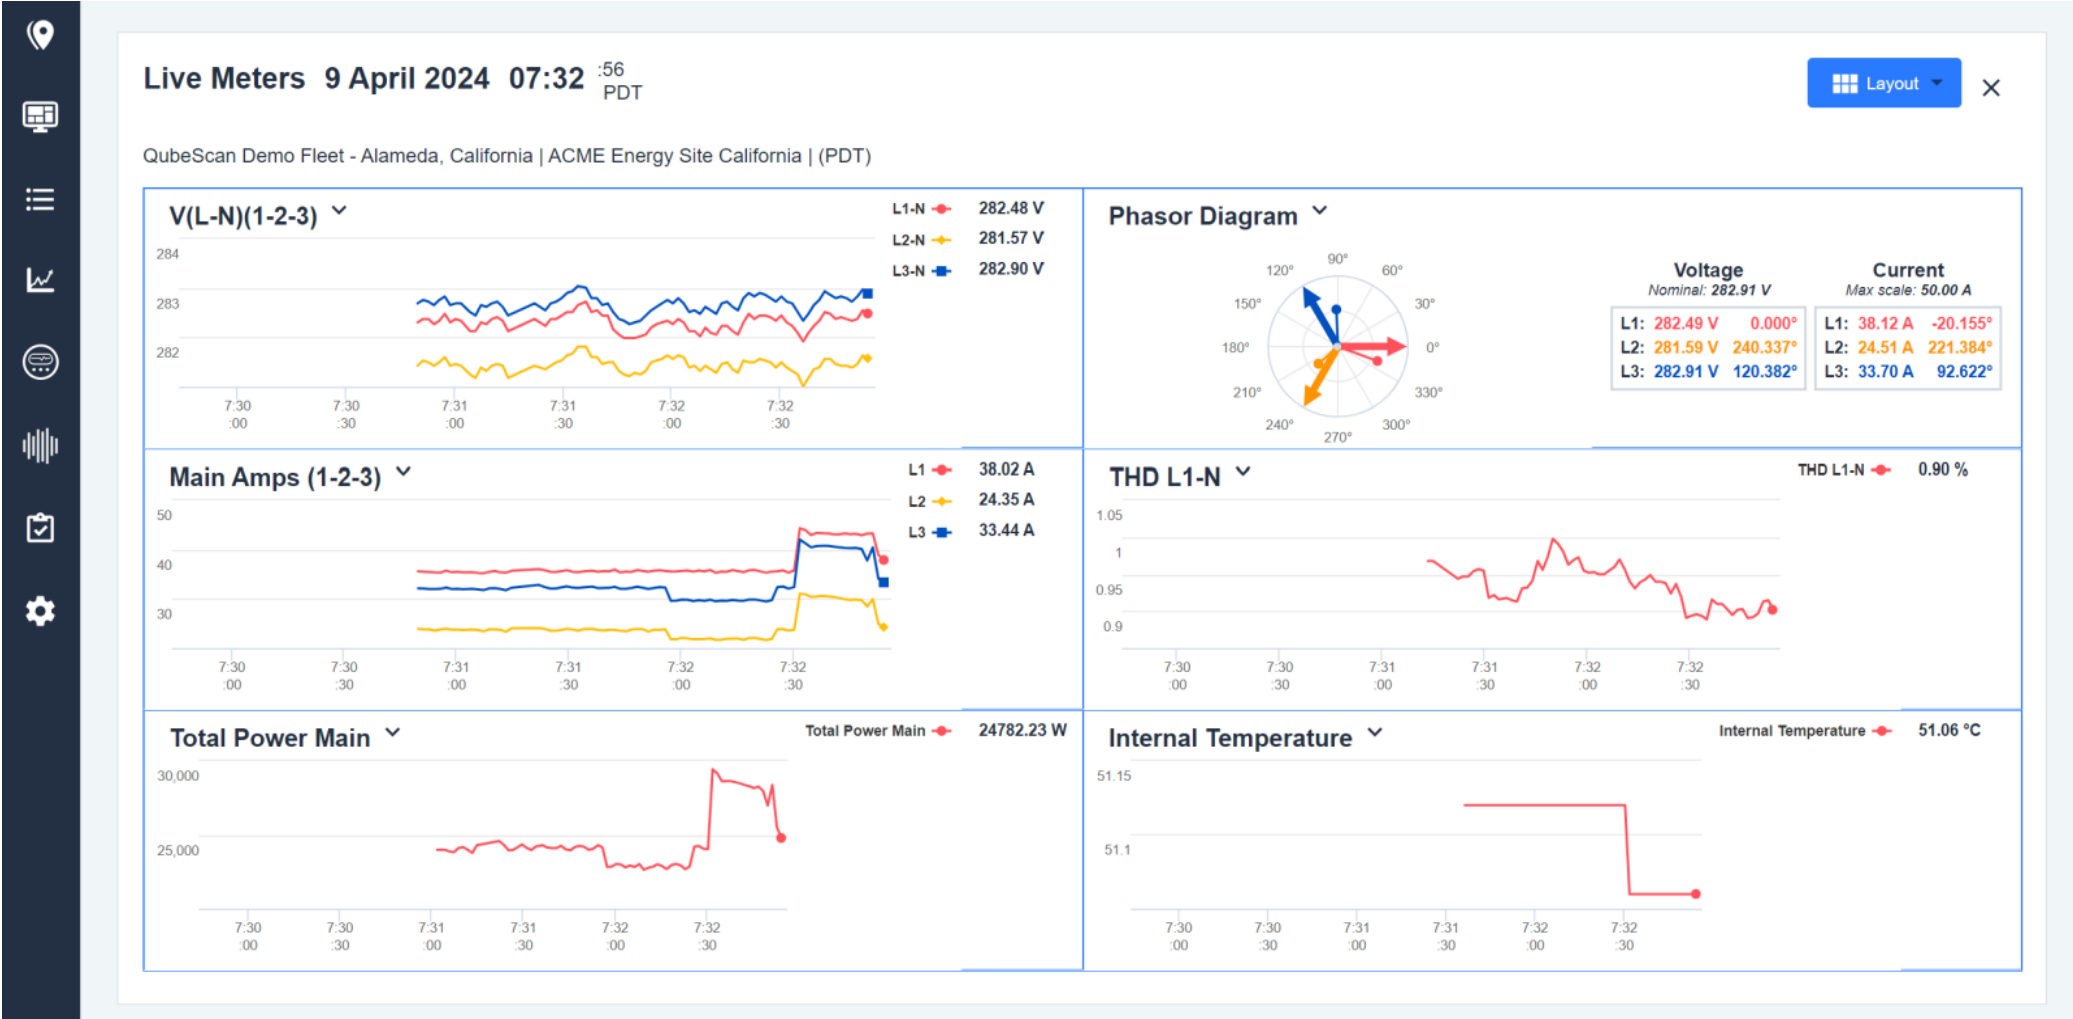 Live Meters 9 April 2024 07:32 :56 PDT
Layout
QubeScan Demo Fleet - Alameda, California | ACME Energy Site California | (PDT)
V(L-N)(1-2-3)
L1-N 282.48 V
L2-N 281.57 V
L3-N 282.90 V
284
283
282
7:30 :00
7:30 :30
7:31 :00
7:31 :30
7:32 :00
7:32 :30
Phasor Diagram
90°
60°
30°
0°
330°
300°
270°
240°
210°
180°
150°
120°
Voltage
Nominal: 282.91 V
L1: 282.49 V 0.000°
L2: 281.59 V 240.337°
L3: 282.91 V 120.382°
Current
Max scale: 50.00 A
L1: 38.12 A -20.155°
L2: 24.51 A 221.384°
L3: 33.70 A 92.622°
Main Amps (1-2-3)
L1 38.02 A
L2 24.35 A
L3 33.44 A
50
40
30
7:30 :00
7:30 :30
7:31 :00
7:31 :30
7:32 :00
7:32 :30
THD L1-N
THD L1-N 0.90 %
1.05
1
0.95
0.9
7:30 :00
7:30 :30
7:31 :00
7:31 :30
7:32 :00
7:32 :30
Total Power Main
Total Power Main 24782.23 W
30,000
25,000
7:30 :00
7:30 :30
7:31 :00
7:31 :30
7:32 :00
7:32 :30
Internal Temperature
Internal Temperature 51.06 °C
51.15
51.1
7:30 :00
7:30 :30
7:31 :00
7:31 :30
7:32 :00
7:32 :30